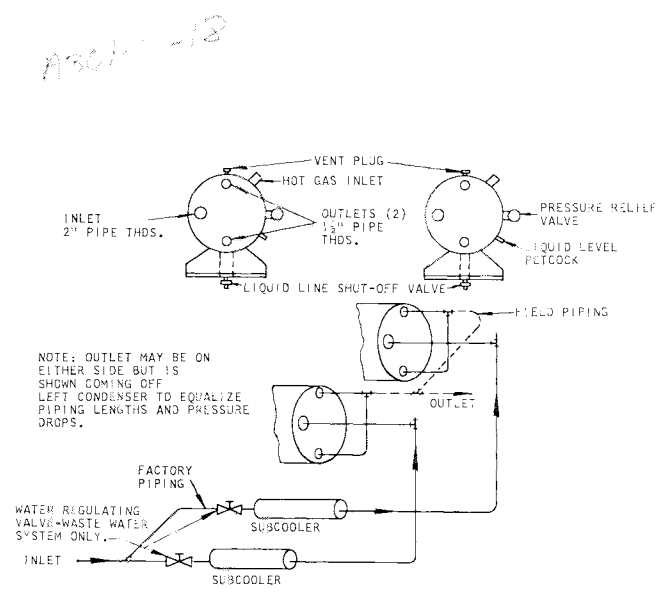 VENT PLUG
HOT GAS INLET
INLET
2" PIPE THDS.
OUTLETS (2)
1½" PIPE
THDS.
PRESSURE RELIEF
VALVE
LIQUID LEVEL
PETCOCK
LIQUID LINE SHUT-OFF VALVE
FIELD PIPING
NOTE: OUTLET MAY BE ON
EITHER SIDE BUT IS
SHOWN COMING OFF
LEFT CONDENSER TO EQUALIZE
PIPING LENGTHS AND PRESSURE
DROPS.
OUTLET
FACTORY
PIPING
WATER REGULATING
VALVE-WASTE WATER
SYSTEM ONLY.
SUBCOOLER
INLET
SUBCOOLER